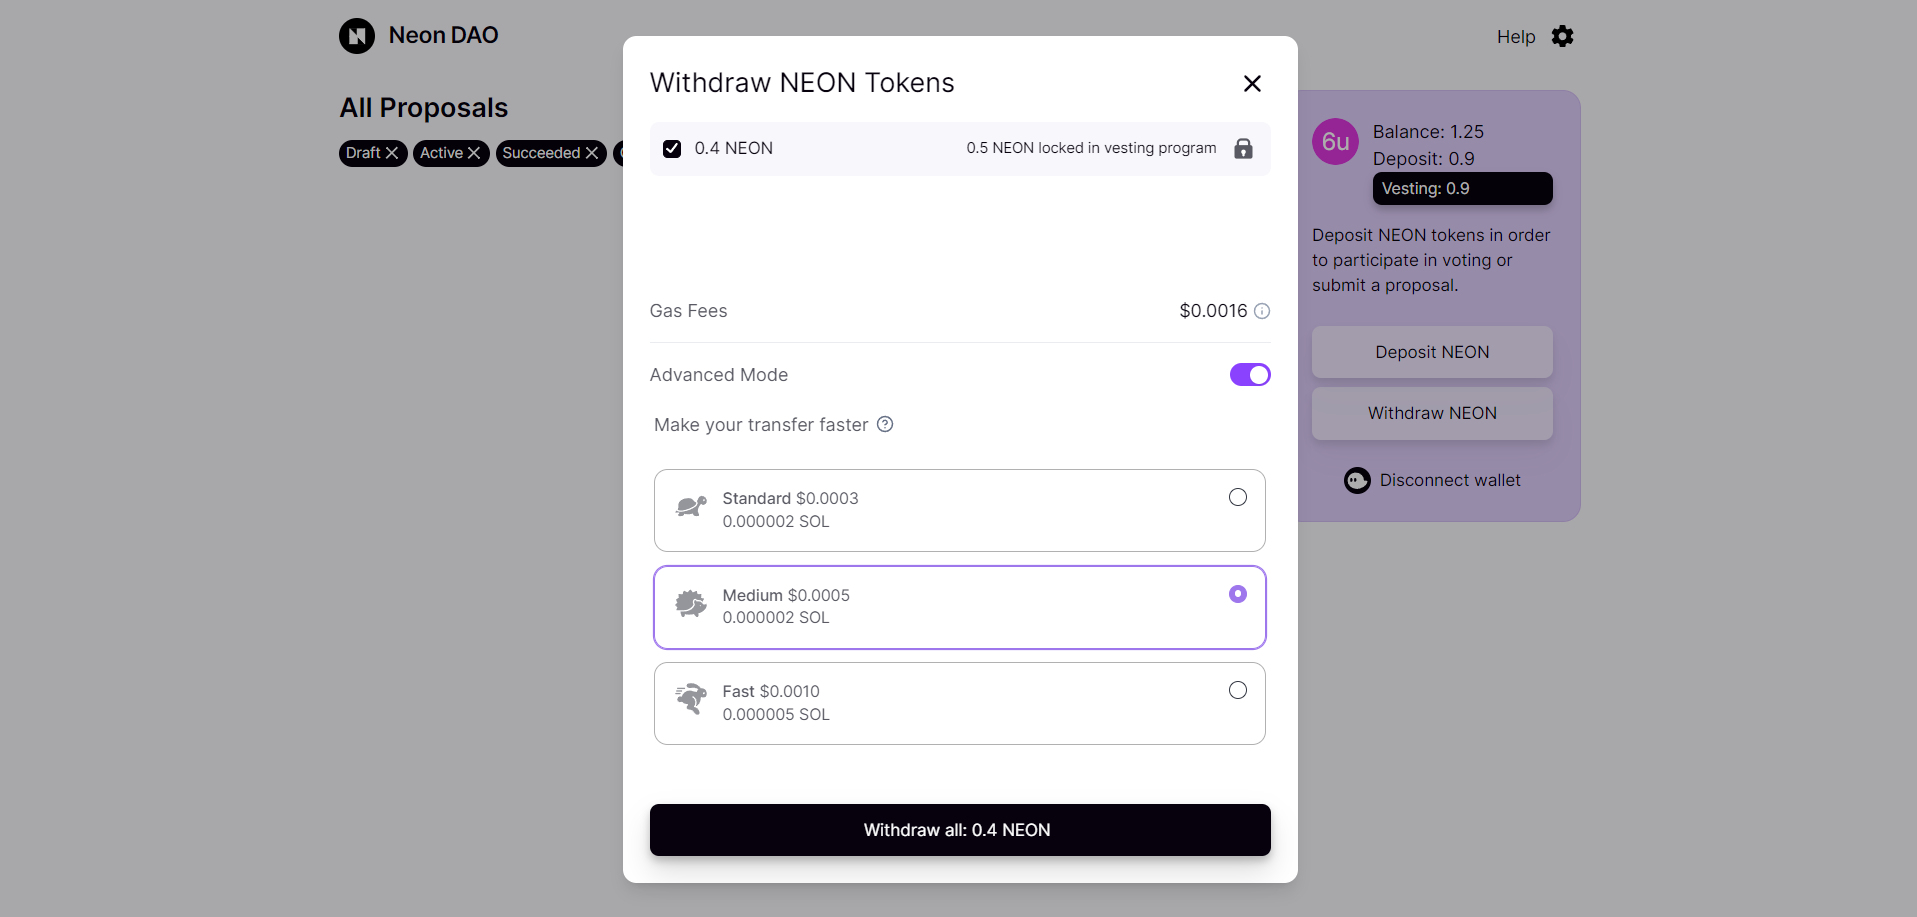 Neon DAO
Help
All Proposals
Draft
Active
Succeeded
Withdraw NEON Tokens
0.4 NEON
0.5 NEON locked in vesting program
Gas Fees
$0.0016
Advanced Mode
Make your transfer faster
Standard $0.0003
0.000002 SOL
Medium $0.0005
0.000002 SOL
Fast $0.0010
0.000005 SOL
Withdraw all: 0.4 NEON
6u
Balance: 1.25
Deposit: 0.9
Vesting: 0.9
Deposit NEON tokens in order
to participate in voting or
submit a proposal.
Deposit NEON
Withdraw NEON
Disconnect wallet